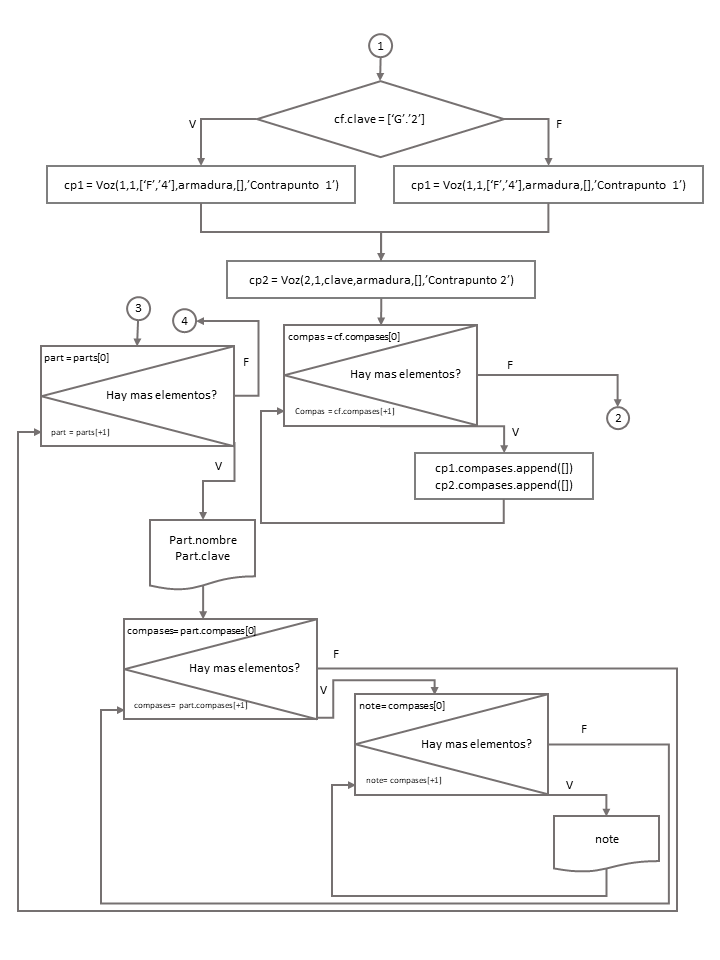 1
cf.clave = [‘G’.‘2’]
V
F
cp1 = Voz(1,1,[‘F’,‘4’],armadura,[],’Contrapunto  1’)
cp1 = Voz(1,1,[‘F’,‘4’],armadura,[],’Contrapunto  1’)
cp2 = Voz(2,1,clave,armadura,[],’Contrapunto 2’)
3
4
part = parts[0]
Hay mas elementos?
part = parts[+1]
F
V
compas = cf.compases[0]
Hay mas elementos?
Compas = cf.compases[+1]
F
2
V
cp1.compases.append([])
cp2.compases.append([])
Part.nombre
Part.clave
compases= part.compases[0]
Hay mas elementos?
compases= part.compases[+1]
F
V
note= compases[0]
Hay mas elementos?
note= compases[+1]
F
V
note